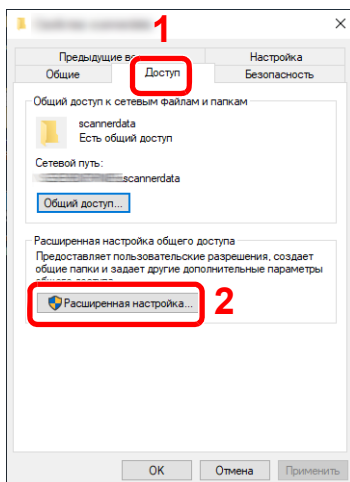 1
Предыдущие
Настройка
Общие
Доступ
Безопасность
Общий доступ к сетевым файлам и папкам
scannerdata
Есть общий доступ
Сетевой путь:
scannerdata
Общий доступ...
Расширенная настройка общего доступа
Предоставляет пользовательские разрешения, создает
общие папки и задает другие дополнительные параметры
Расширенная настройка...
2
OK
Отмена
Применить